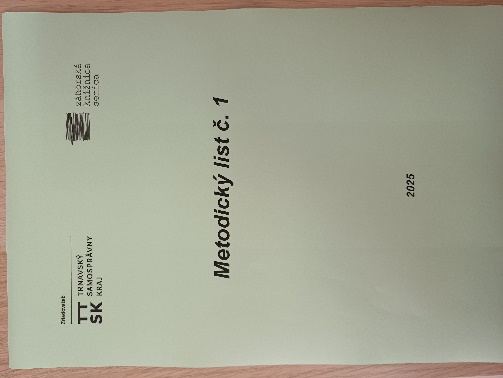 Zriaďovateľ
TT TRNAVSKÝ
SAMOSPRÁVNY
SK KRAJ
záhorská
knižnica
senica
Metodický list č. 1
2025